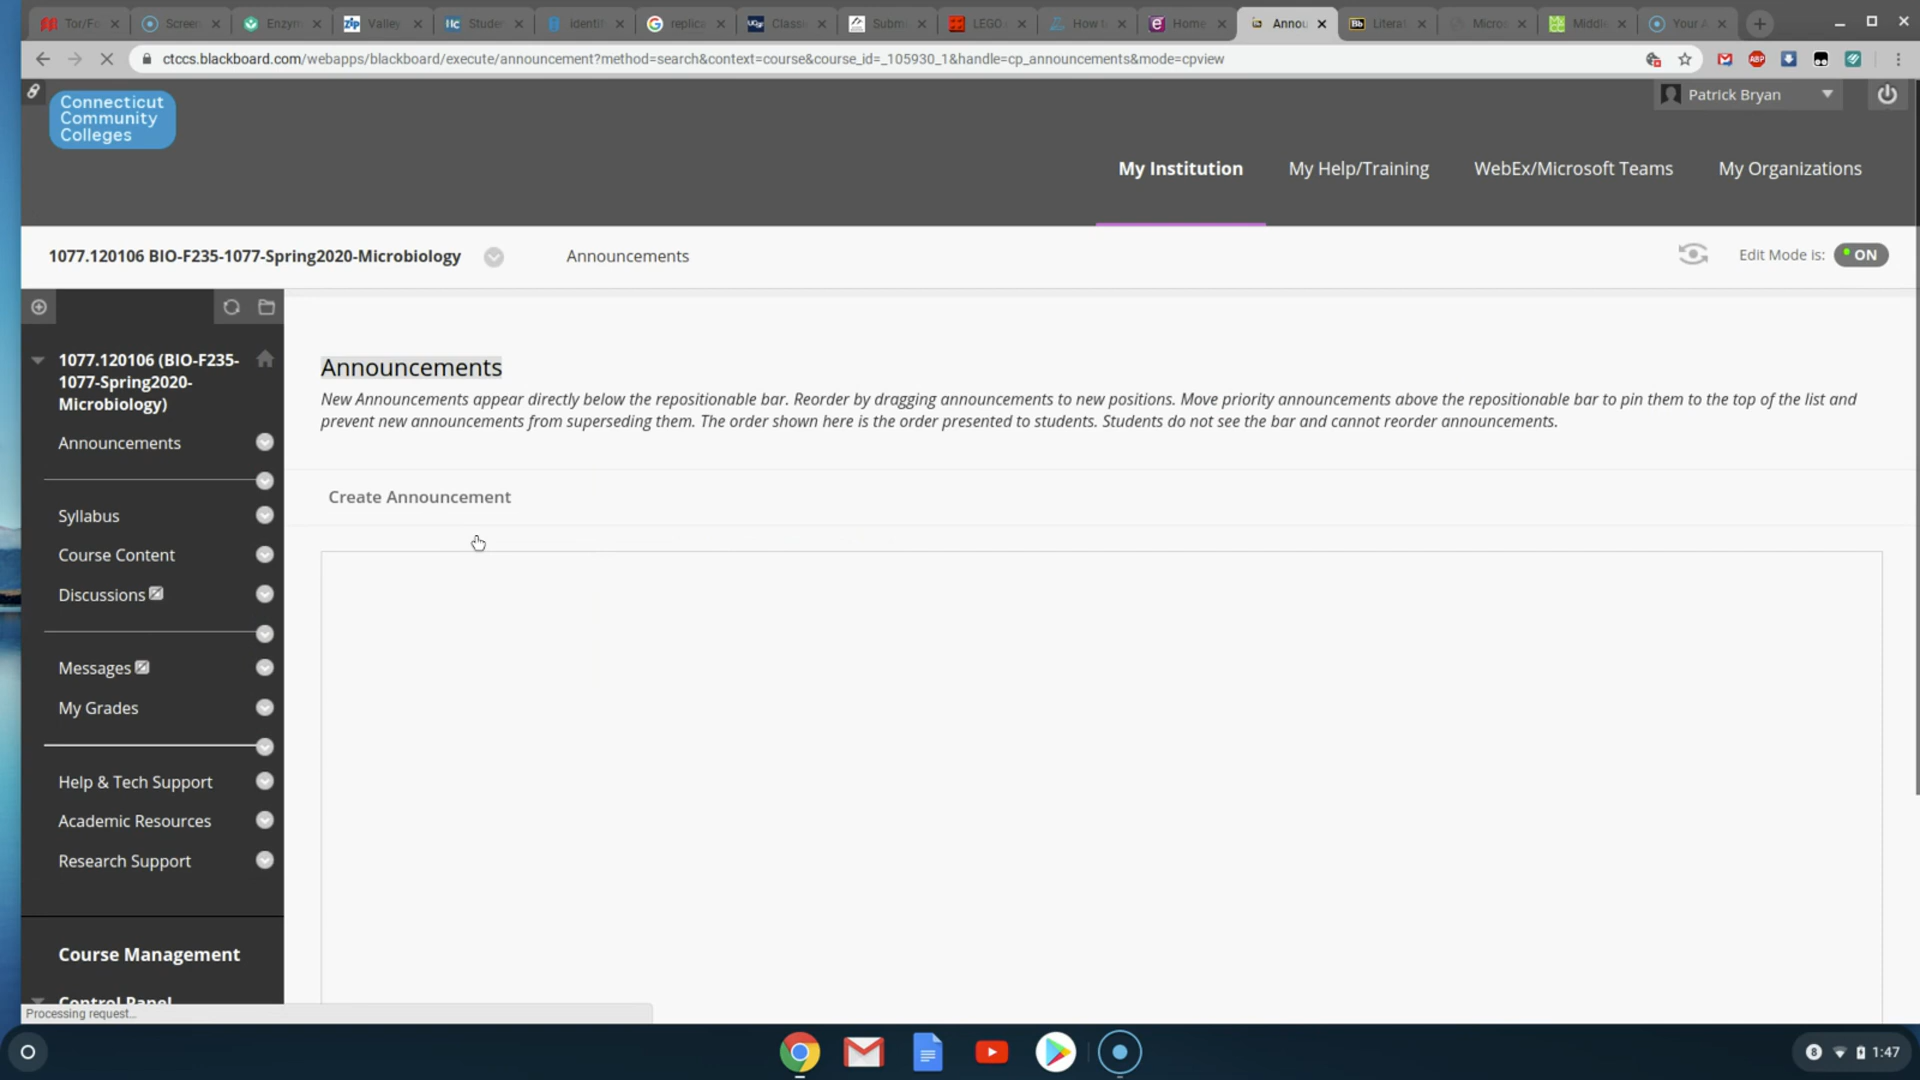 Tor/Fo
Screen
Enzym
Valley
Studen
identit
replica
Classi
Subm
LEGO
How t
Home
Annou
Literat
Micros
Middl
Your A
ctccs.blackboard.com/webapps/blackboard/execute/announcement?method=search&context=course&course_id=_105930_1&handle=cp_announcements&mode=cpview
Connecticut
Community
Colleges
Patrick Bryan
My Institution
My Help/Training
WebEx/Microsoft Teams
My Organizations
1077.120106 BIO-F235-1077-Spring2020-Microbiology
Announcements
Edit Mode is: ON
1077.120106 (BIO-F235-
1077-Spring2020-
Microbiology)
Announcements
Syllabus
Course Content
Discussions
Messages
My Grades
Help & Tech Support
Academic Resources
Research Support
Course Management
Control Panel
Announcements
New Announcements appear directly below the repositionable bar. Reorder by dragging announcements to new positions. Move priority announcements above the repositionable bar to pin them to the top of the list and
prevent new announcements from superseding them. The order shown here is the order presented to students. Students do not see the bar and cannot reorder announcements.
Create Announcement
Processing request...
8
1:47